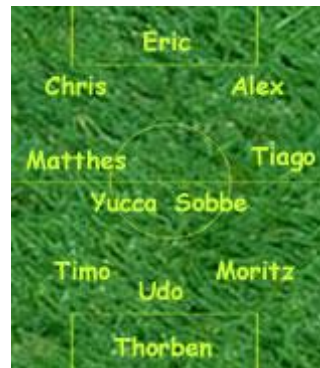 Eric
Chris Alex
Matthes Tiago
Yucca Sobbe
Timo Moritz
Udo
Thorben